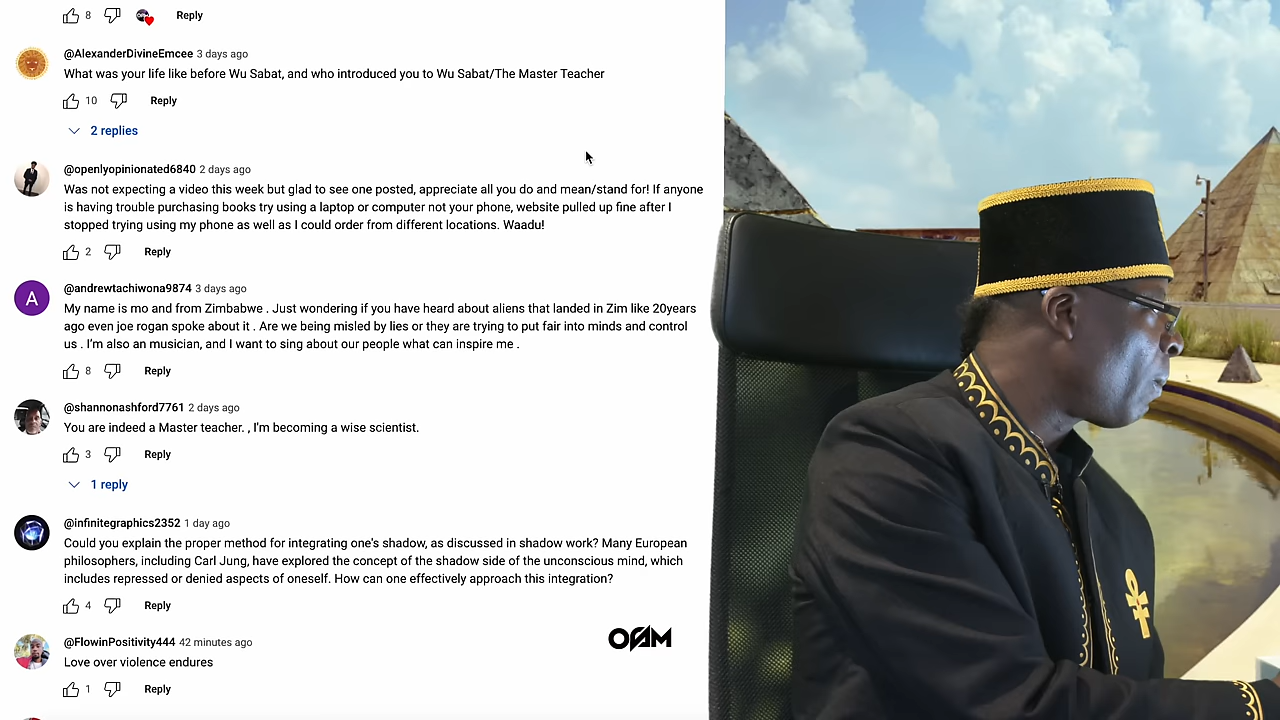 8 Reply
@AlexanderDivineEmcee 3 days ago
What was your life like before Wu Sabat, and who introduced you to Wu Sabat/The Master Teacher
10 Reply
2 replies
@openlyopinionated6840 2 days ago
Was not expecting a video this week but glad to see one posted, appreciate all you do and mean/stand for! If anyone
is having trouble purchasing books try using a laptop or computer not your phone, website pulled up fine after I
stopped trying using my phone as well as I could order from different locations. Waadu!
2 Reply
A
@andrewtachiwona9874 3 days ago
My name is mo and from Zimbabwe . Just wondering if you have heard about aliens that landed in Zim like 20years
ago even joe rogan spoke about it . Are we being misled by lies or they are trying to put fair into minds and control
us . I'm also an musician, and I want to sing about our people what can inspire me .
8 Reply
@shannonashford7761 2 days ago
You are indeed a Master teacher. , I'm becoming a wise scientist.
3 Reply
1 reply
@infinitegraphics2352 1 day ago
Could you explain the proper method for integrating one's shadow, as discussed in shadow work? Many European
philosophers, including Carl Jung, have explored the concept of the shadow side of the unconscious mind, which
includes repressed or denied aspects of oneself. How can one effectively approach this integration?
4 Reply
@FlowinPositivity444 42 minutes ago
Love over violence endures
1 Reply